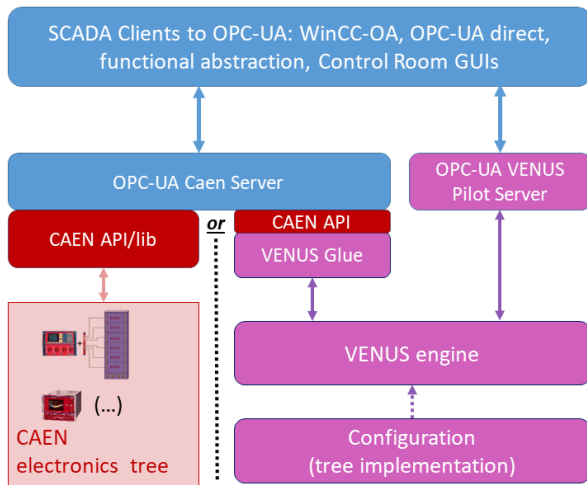 SCADA Clients to OPC-UA: WinCC-OA, OPC-UA direct,
functional abstraction, Control Room GUIs
OPC-UA Caen Server
OPC-UA VENUS
Pilot Server
CAEN API/lib
or
CAEN API
VENUS Glue
VENUS engine
+
(...)
CAEN
electronics tree
Configuration
(tree implementation)